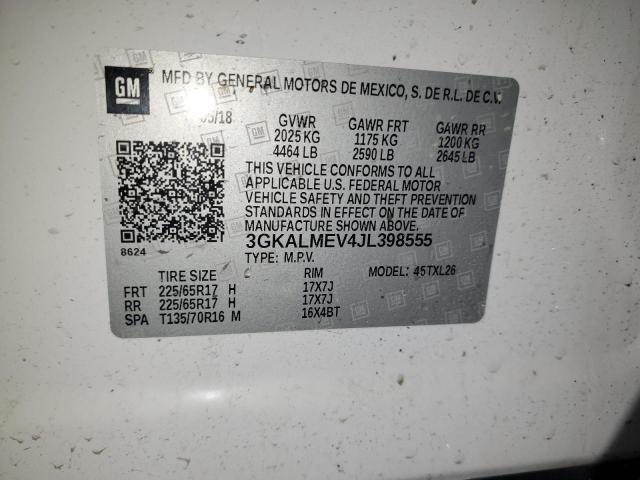 GM
MFD BY GENERAL MOTORS DE MEXICO, S. DE R.L. DE C.V.
05/18 GVWR GAWR FRT GAWR RR
2025 KG 1175 KG 1200 KG
4464 LB 2590 LB 2645 LB
THIS VEHICLE CONFORMS TO ALL
APPLICABLE U.S. FEDERAL MOTOR
VEHICLE SAFETY AND THEFT PREVENTION
STANDARDS IN EFFECT ON THE DATE OF
MANUFACTURE SHOWN ABOVE.
3GKALMEV4JL398555
8624
TYPE: M.P.V. MODEL: 45TXL26
TIRE SIZE RIM
FRT 225/65R17 H 17X7J
RR 225/65R17 H 17X7J
SPA T135/70R16 M 16X4BT